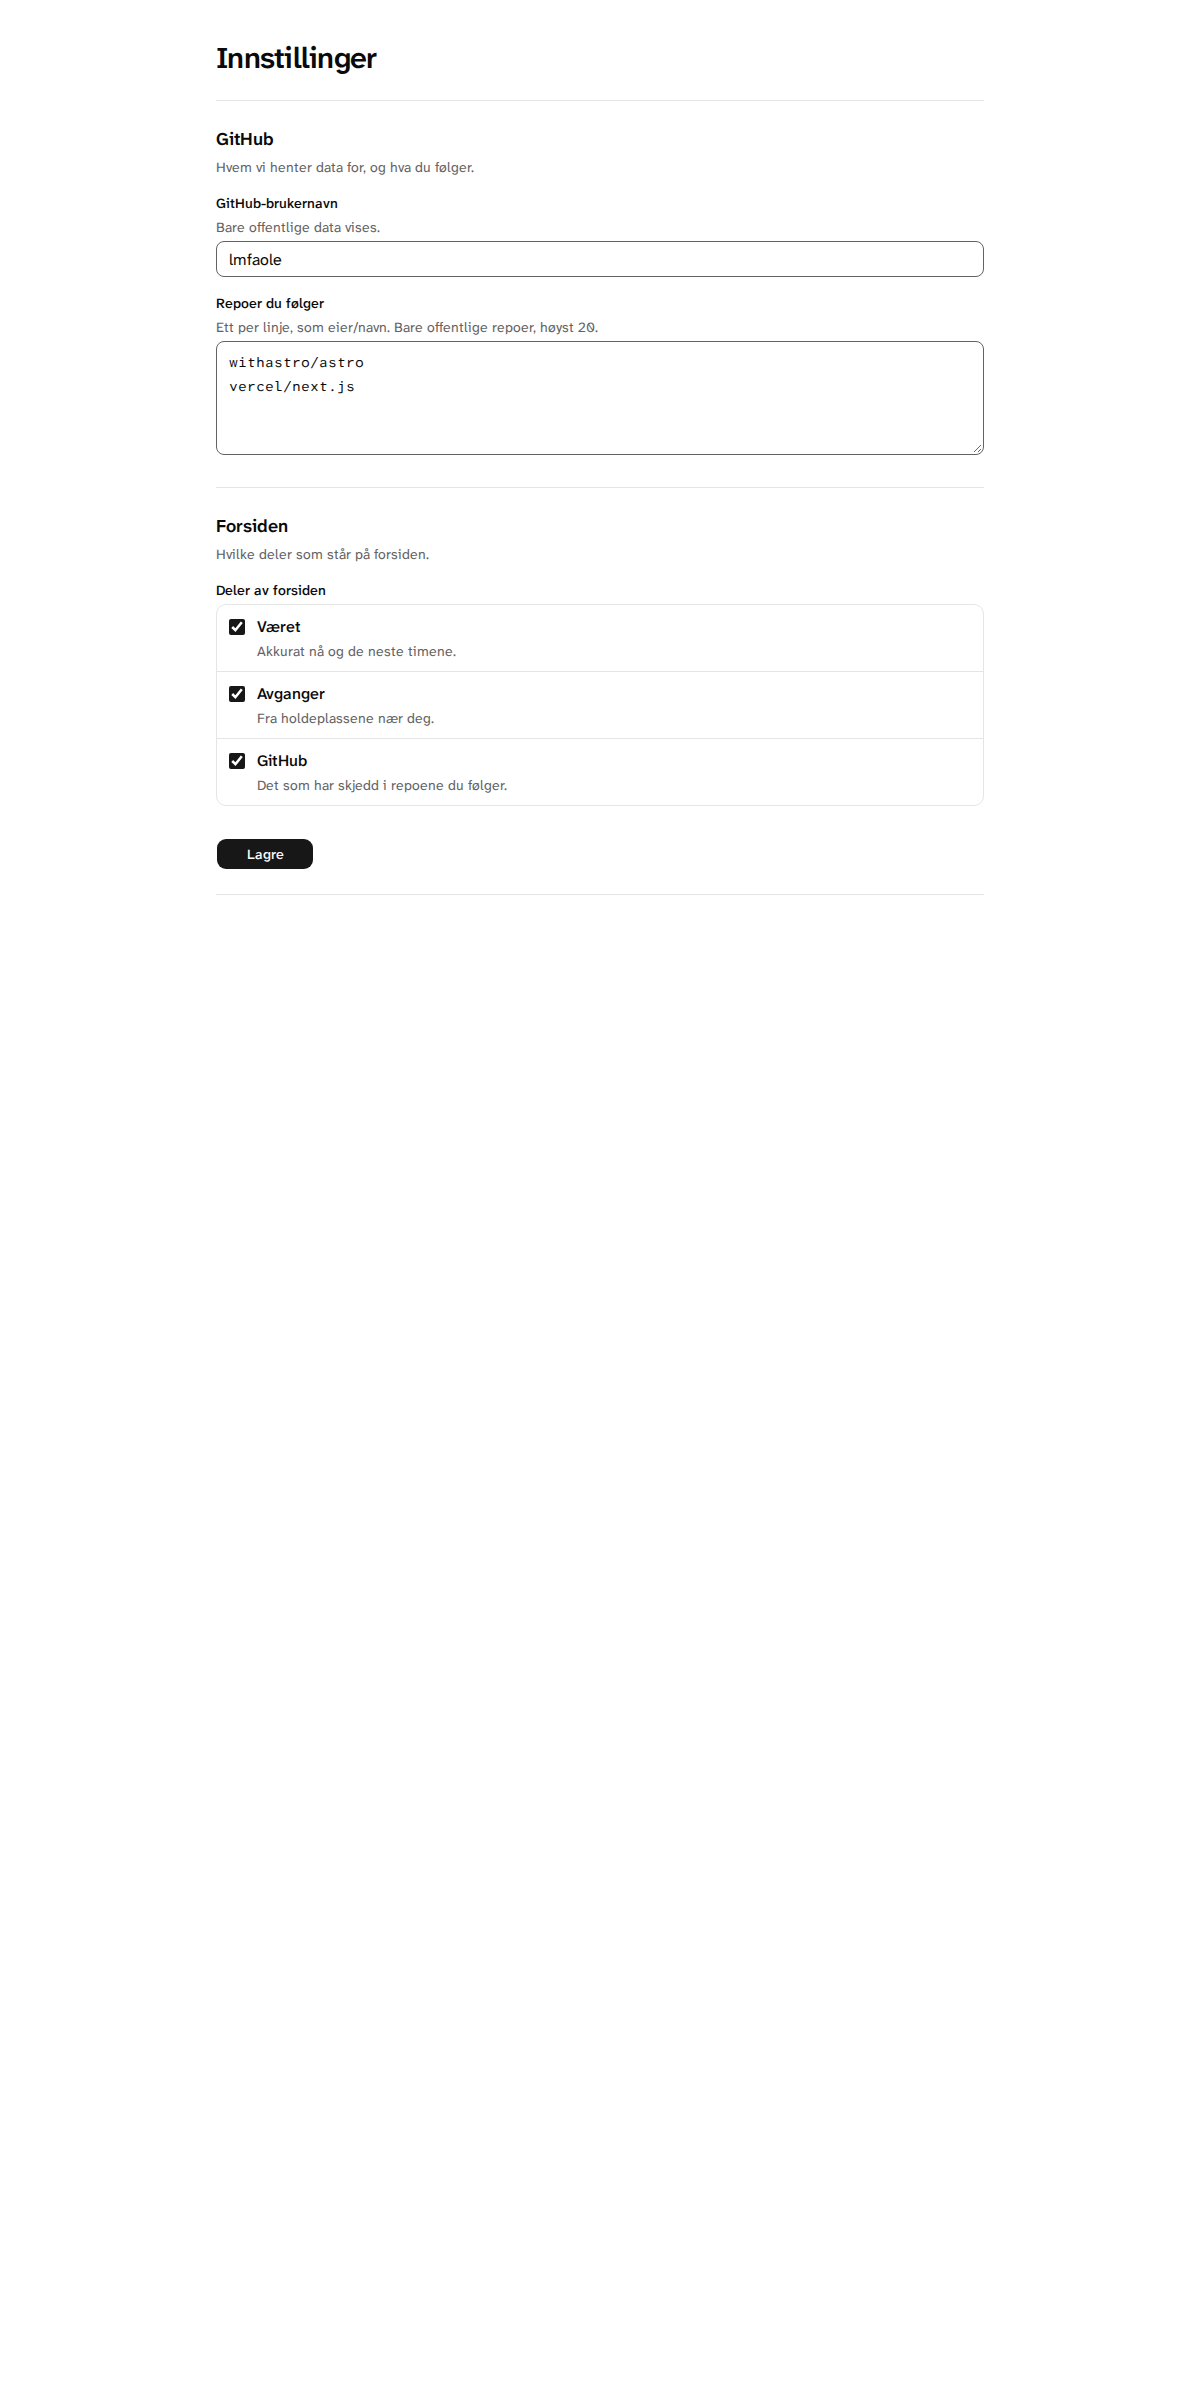 Innstillinger
GitHub
Hvem vi henter data for, og hva du følger.
GitHub-brukernavn
Bare offentlige data vises.
lmfaole
Repoer du følger
Ett per linje, som eier/navn. Bare offentlige repoer, høyst 20.
withastro/astro
vercel/next.js
Forsiden
Hvilke deler som står på forsiden.
Deler av forsiden
Været
Akkurat nå og de neste timene.
Avganger
Fra holdeplassene nær deg.
GitHub
Det som har skjedd i repoene du følger.
Lagre